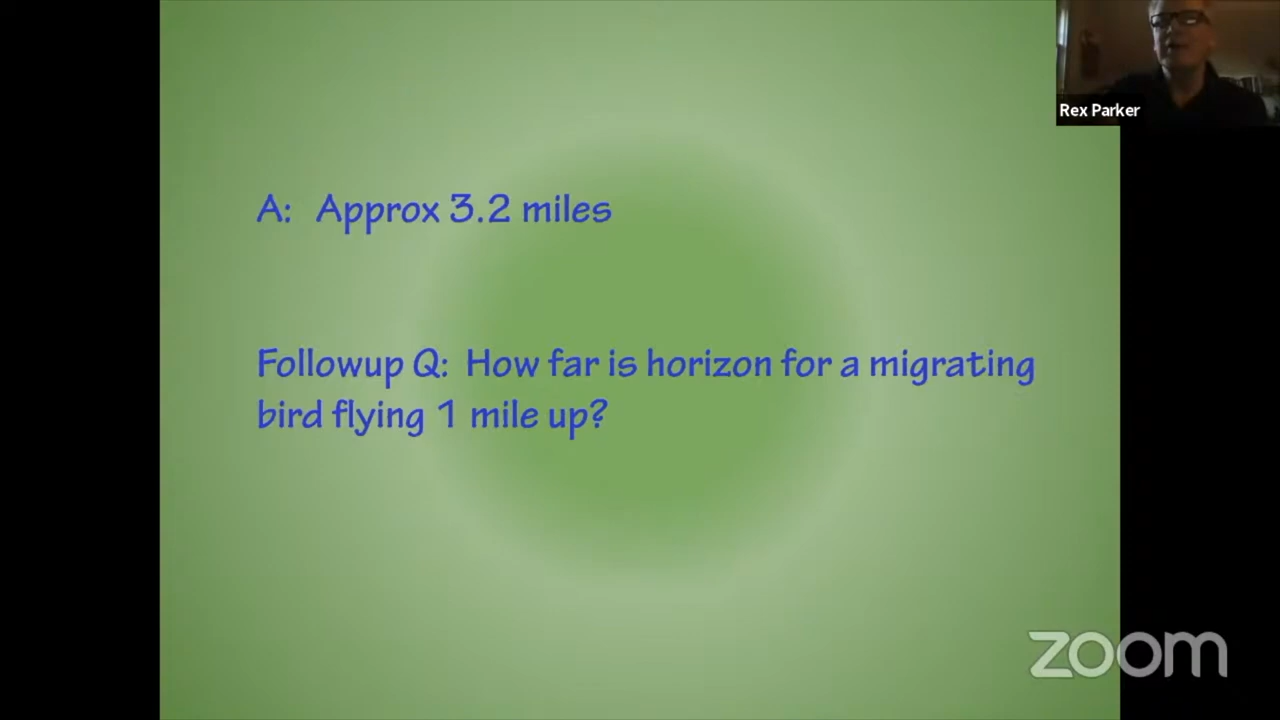 Rex Parker
A: Approx 3.2 miles
Followup Q: How far is horizon for a migrating
bird flying 1 mile up?
zoom